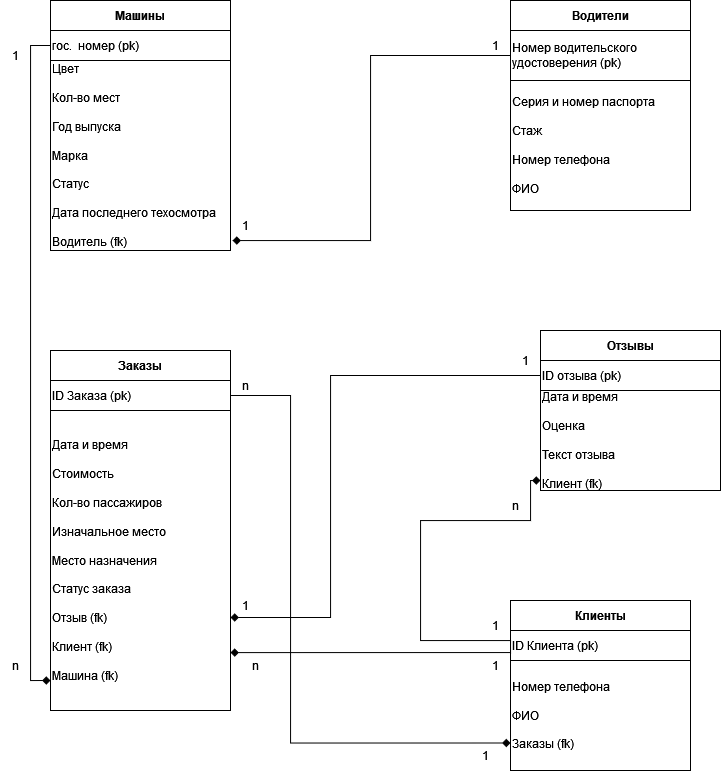 Машины
гос. номер (pk)
Цвет
Кол-во мест
Год выпуска
Марка
Статус
Дата последнего техосмотра
Водитель (fk)
1
1
Водители
Номер водительского
удостоверения (pk)
Серия и номер паспорта
Стаж
Номер телефона
ФИО
1
Заказы
ID Заказа (pk)
Дата и время
Стоимость
Кол-во пассажиров
Изначальное место
Место назначения
Статус заказа
Отзыв (fk)
Клиент (fk)
Машина (fk)
n
1
n
n
Отзывы
ID отзыва (pk)
Дата и время
Оценка
Текст отзыва
Клиент (fk)
1
n
Клиенты
ID Клиента (pk)
Номер телефона
ФИО
Заказы (fk)
1
1
1